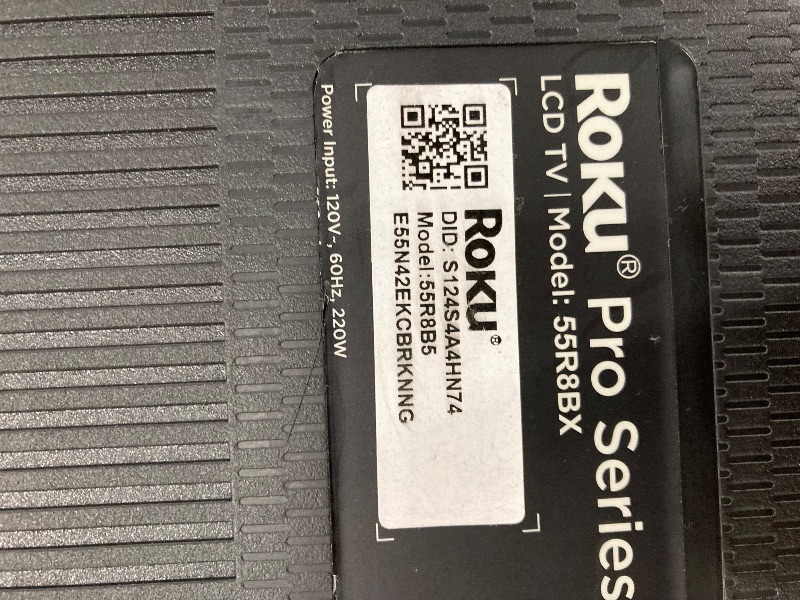 ROKU® Pro Series
LCD TV | Model: 55R8BX
ROKU®
DID: S124S4A4HN74
Model:55R8B5
E55N42EKCBRKNNG
Power Input: 120V~, 60Hz, 220W